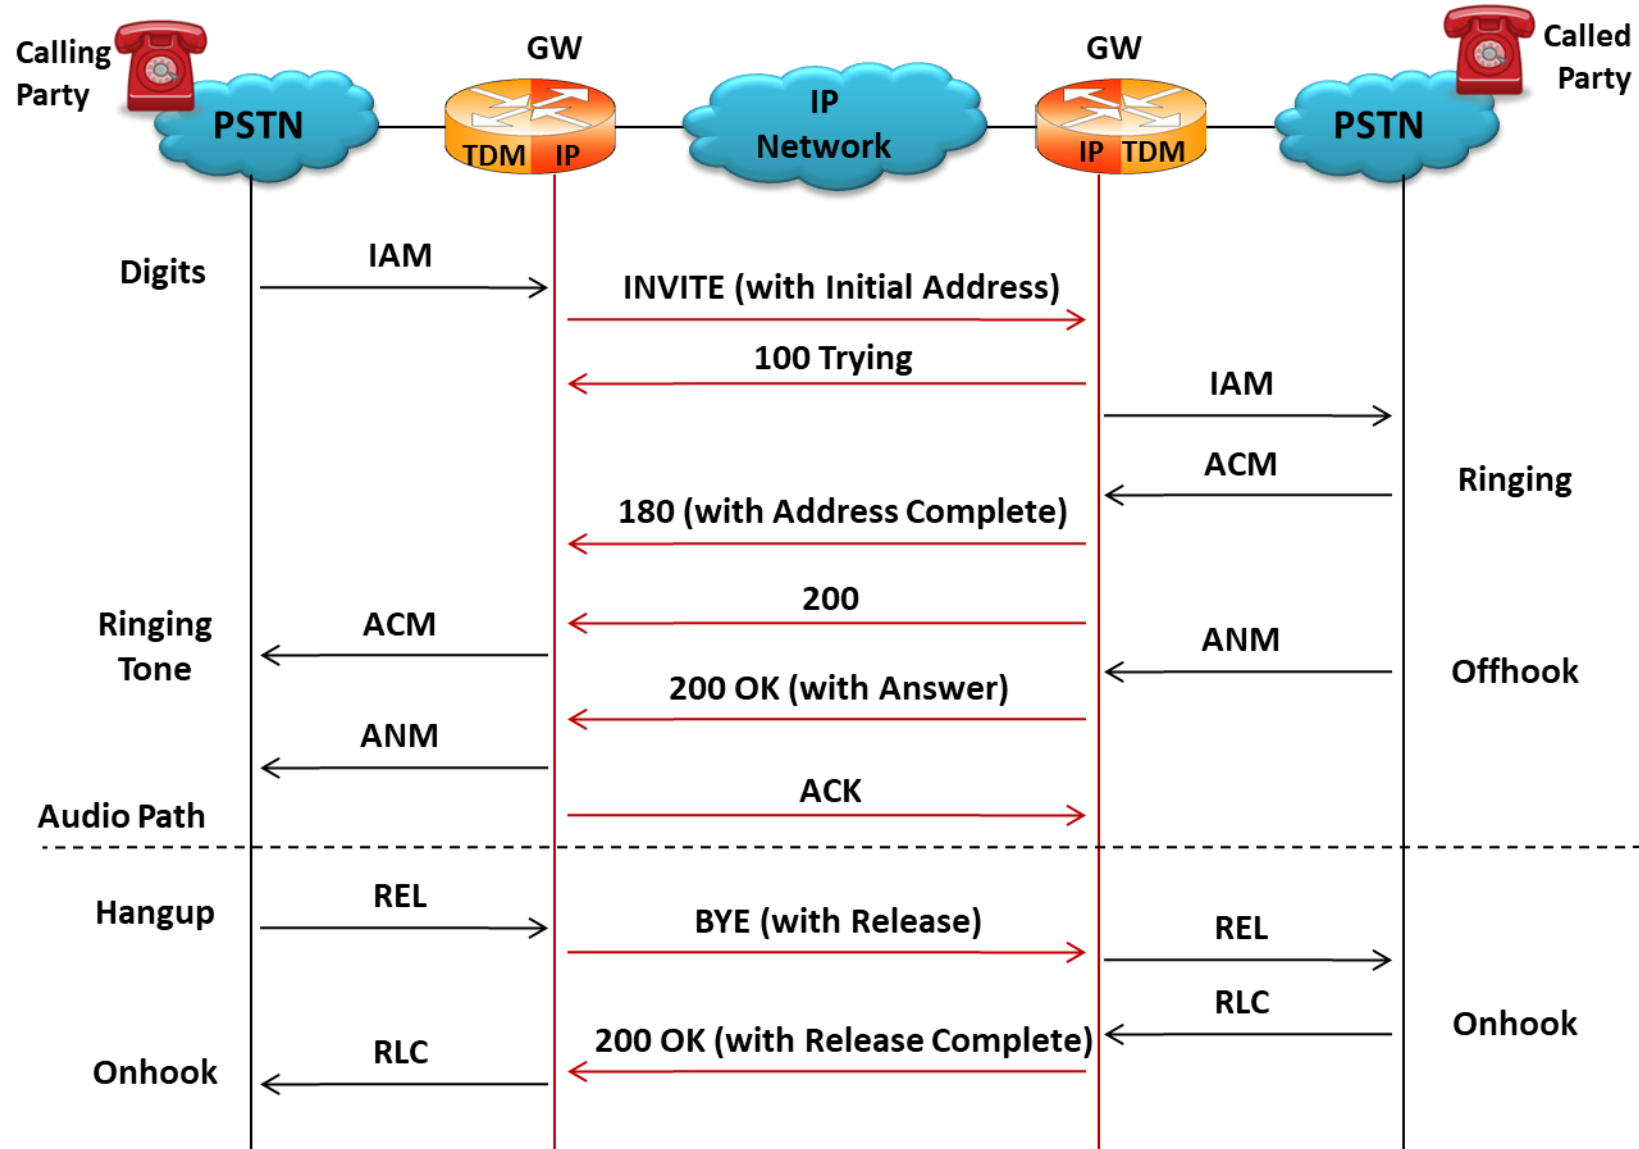 Calling
Party
GW
GW
Called
Party
PSTN
TDM IP
IP
Network
IP TDM
PSTN
Digits
IAM
INVITE (with Initial Address)
100 Trying
IAM
ACM
Ringing
180 (with Address Complete)
200
Ringing
Tone
ACM
ANM
Offhook
200 OK (with Answer)
ANM
ACK
Audio Path
Hangup
REL
BYE (with Release)
REL
RLC
Onhook
200 OK (with Release Complete)
RLC
Onhook